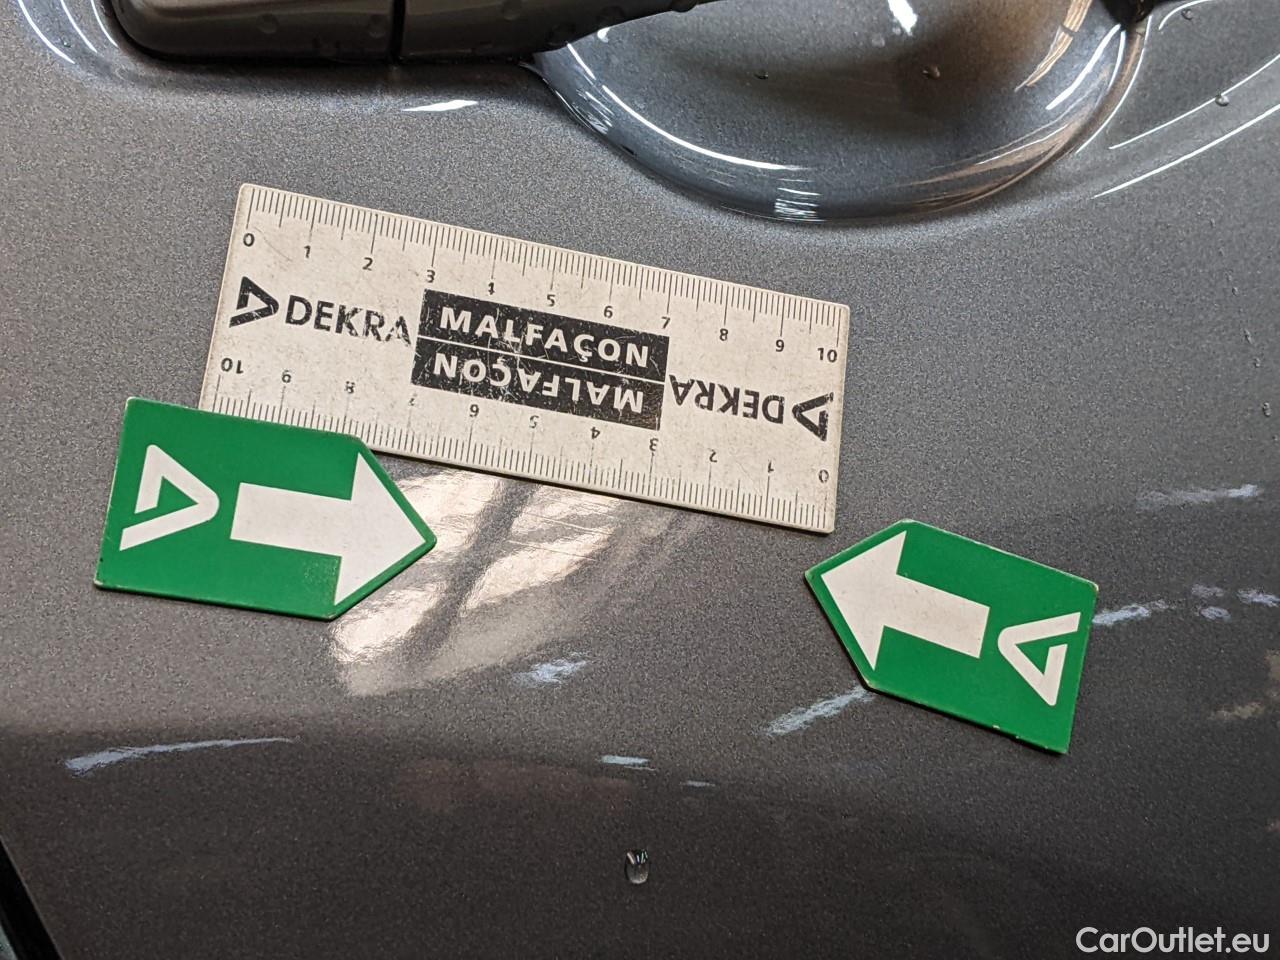 0 1 2 3 4 5 6 7 8 9 10
DEKRA
MALFAÇON
MALFAÇON
DEKRA
10 9 8 7 6 5 4 3 2 1 0
CarOutlet.eu